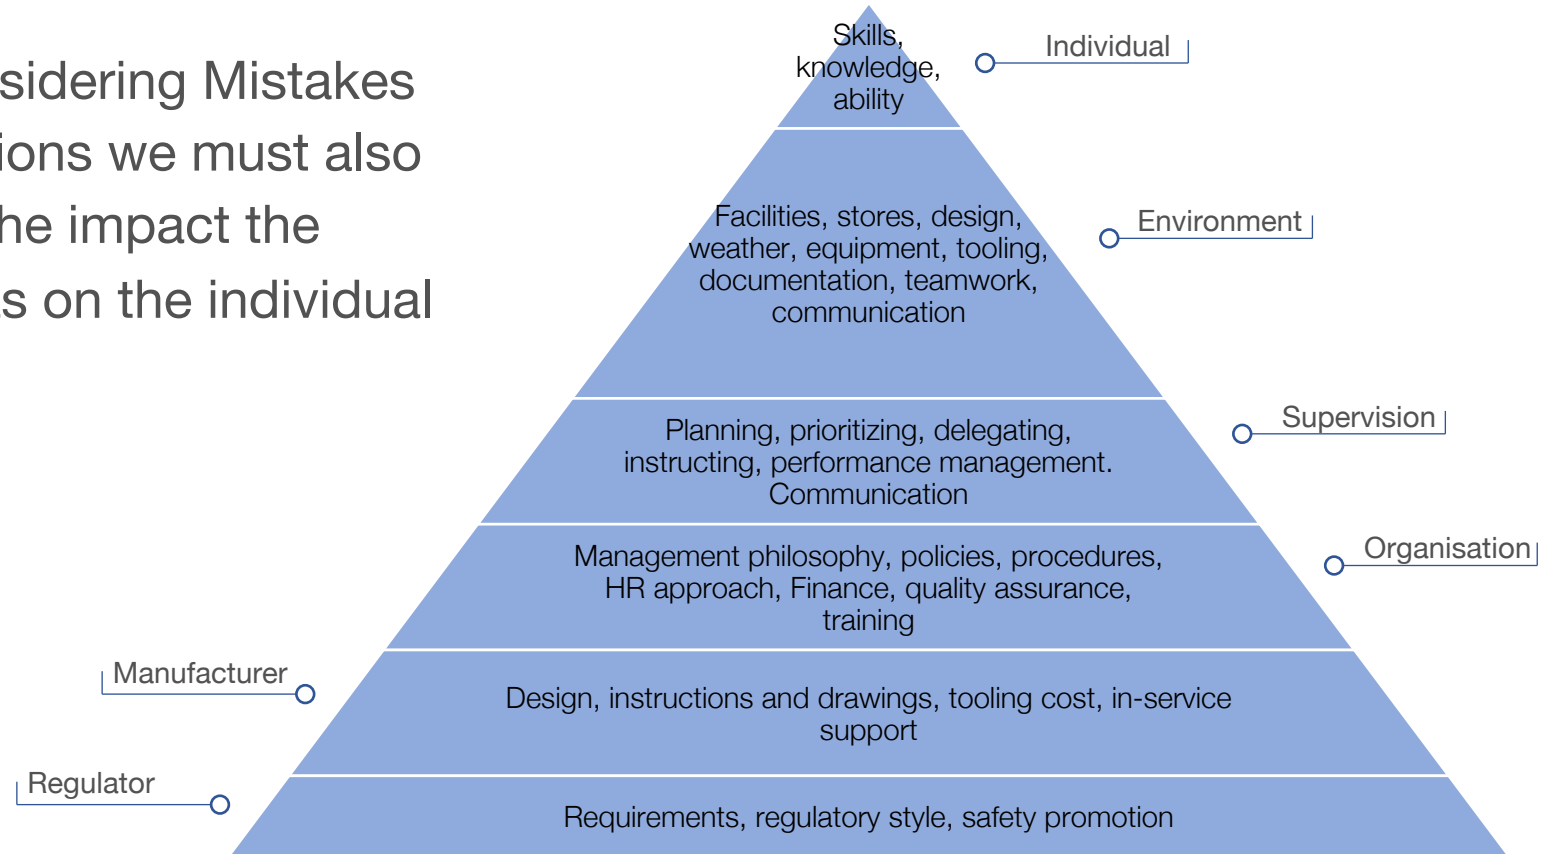 sidering Mistakes
ions we must also
he impact the
s on the individual
Skills,
knowledge,
ability
Individual
Facilities, stores, design,
weather, equipment, tooling,
documentation, teamwork,
communication
Environment
Planning, prioritizing, delegating,
instructing, performance management.
Communication
Supervision
Management philosophy, policies, procedures,
HR approach, Finance, quality assurance,
training
Organisation
Manufacturer
Design, instructions and drawings, tooling cost, in-service
support
Regulator
Requirements, regulatory style, safety promotion